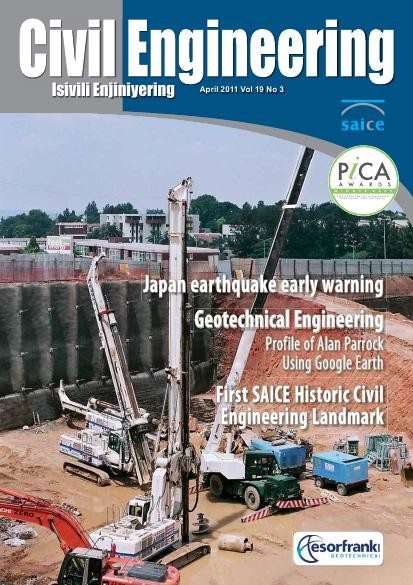 Civil Engineering
Isivili Enjiniyering
April 2011 Vol 19 No 3
saice
PiCA
AWARDS
Japan earthquake early warning
Geotechnical Engineering
Profile of Alan Parrock
Using Google Earth
First SAICE Historic Civil
Engineering Landmark
esorfranki
GEOTECHNICAL